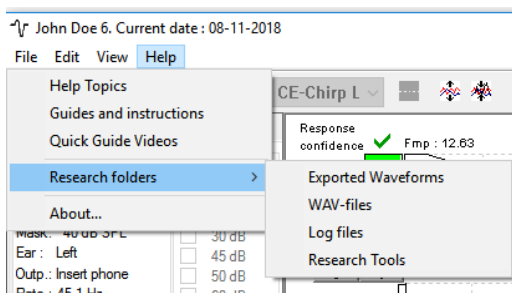 John Doe 6. Current date : 08-11-2018
File Edit View Help
Help Topics
Guides and instructions
Quick Guide Videos
Research folders >
About...
CE-Chirp L
Response
confidence Fmp : 12.63
Exported Waveforms
WAV-files
Log files
Research Tools
Mask: 40 dB SPL 30 dB
Ear : Left 45 dB
Outp.: Insert phone 50 dB